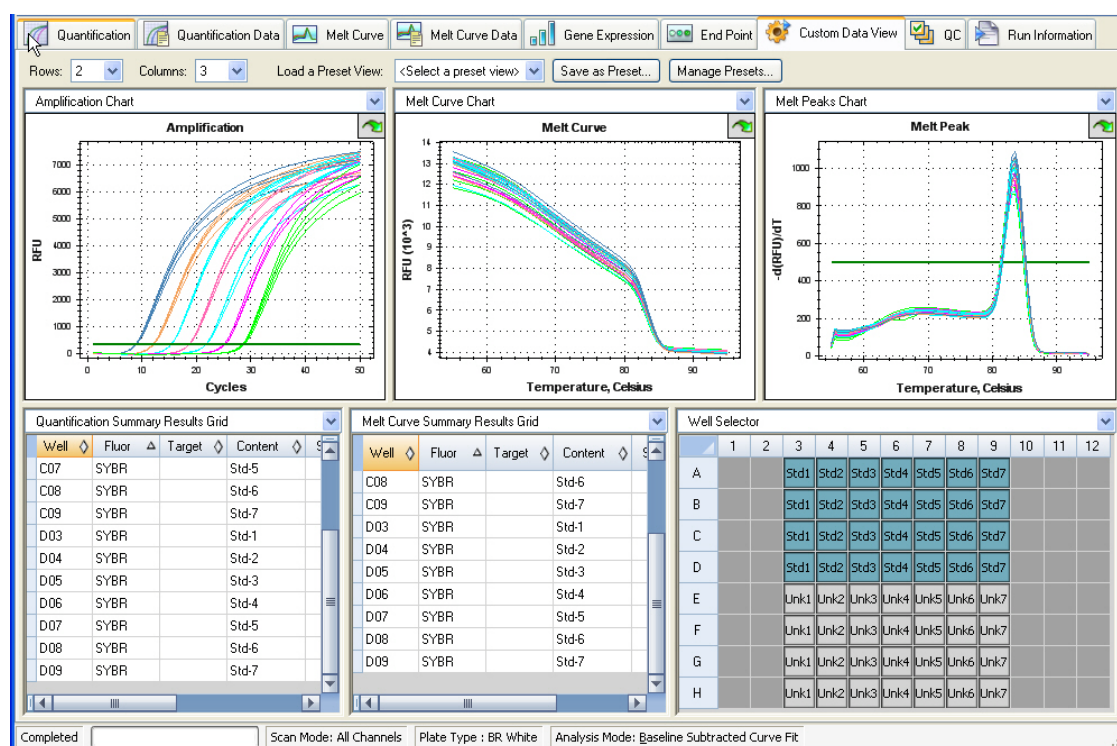 Quantification Quantification Data Melt Curve Melt Curve Data Gene Expression End Point Custom Data View QC Run Information
Rows: 2 Columns: 3 Load a Preset View: <Select a preset view> Save as Preset... Manage Presets...
Amplification Chart
Amplification
RFU
7000
6000
5000
4000
3000
2000
1000
0
0 10 20 30 40 50
Cycles
Melt Curve Chart
Melt Curve
RFU (10^3)
14
13
12
11
10
9
8
7
6
5
4
60 70 80 90
Temperature, Celsius
Melt Peaks Chart
Melt Peak
-d(RFU)/dT
1000
800
600
400
200
0
60 70 80 90
Temperature, Celsius
Quantification Summary Results Grid
Well Fluor Target Content S
C07 SYBR Std-5
C08 SYBR Std-6
C09 SYBR Std-7
D03 SYBR Std-1
D04 SYBR Std-2
D05 SYBR Std-3
D06 SYBR Std-4
D07 SYBR Std-5
D08 SYBR Std-6
D09 SYBR Std-7
Melt Curve Summary Results Grid
Well Fluor Target Content S
C08 SYBR Std-6
C09 SYBR Std-7
D03 SYBR Std-1
D04 SYBR Std-2
D05 SYBR Std-3
D06 SYBR Std-4
D07 SYBR Std-5
D08 SYBR Std-6
D09 SYBR Std-7
Well Selector
1 2 3 4 5 6 7 8 9 10 11 12
A Std1 Std2 Std3 Std4 Std5 Std6 Std7
B Std1 Std2 Std3 Std4 Std5 Std6 Std7
C Std1 Std2 Std3 Std4 Std5 Std6 Std7
D Std1 Std2 Std3 Std4 Std5 Std6 Std7
E Unk1 Unk2 Unk3 Unk4 Unk5 Unk6 Unk7
F Unk1 Unk2 Unk3 Unk4 Unk5 Unk6 Unk7
G Unk1 Unk2 Unk3 Unk4 Unk5 Unk6 Unk7
H Unk1 Unk2 Unk3 Unk4 Unk5 Unk6 Unk7
Completed Scan Mode: All Channels Plate Type : BR White Analysis Mode: Baseline Subtracted Curve Fit